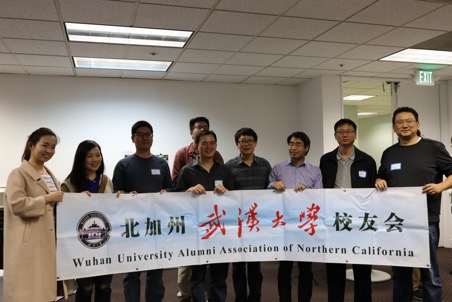 EXIT
北加州 武漢大學 校友会
Wuhan University Alumni Association of Northern California